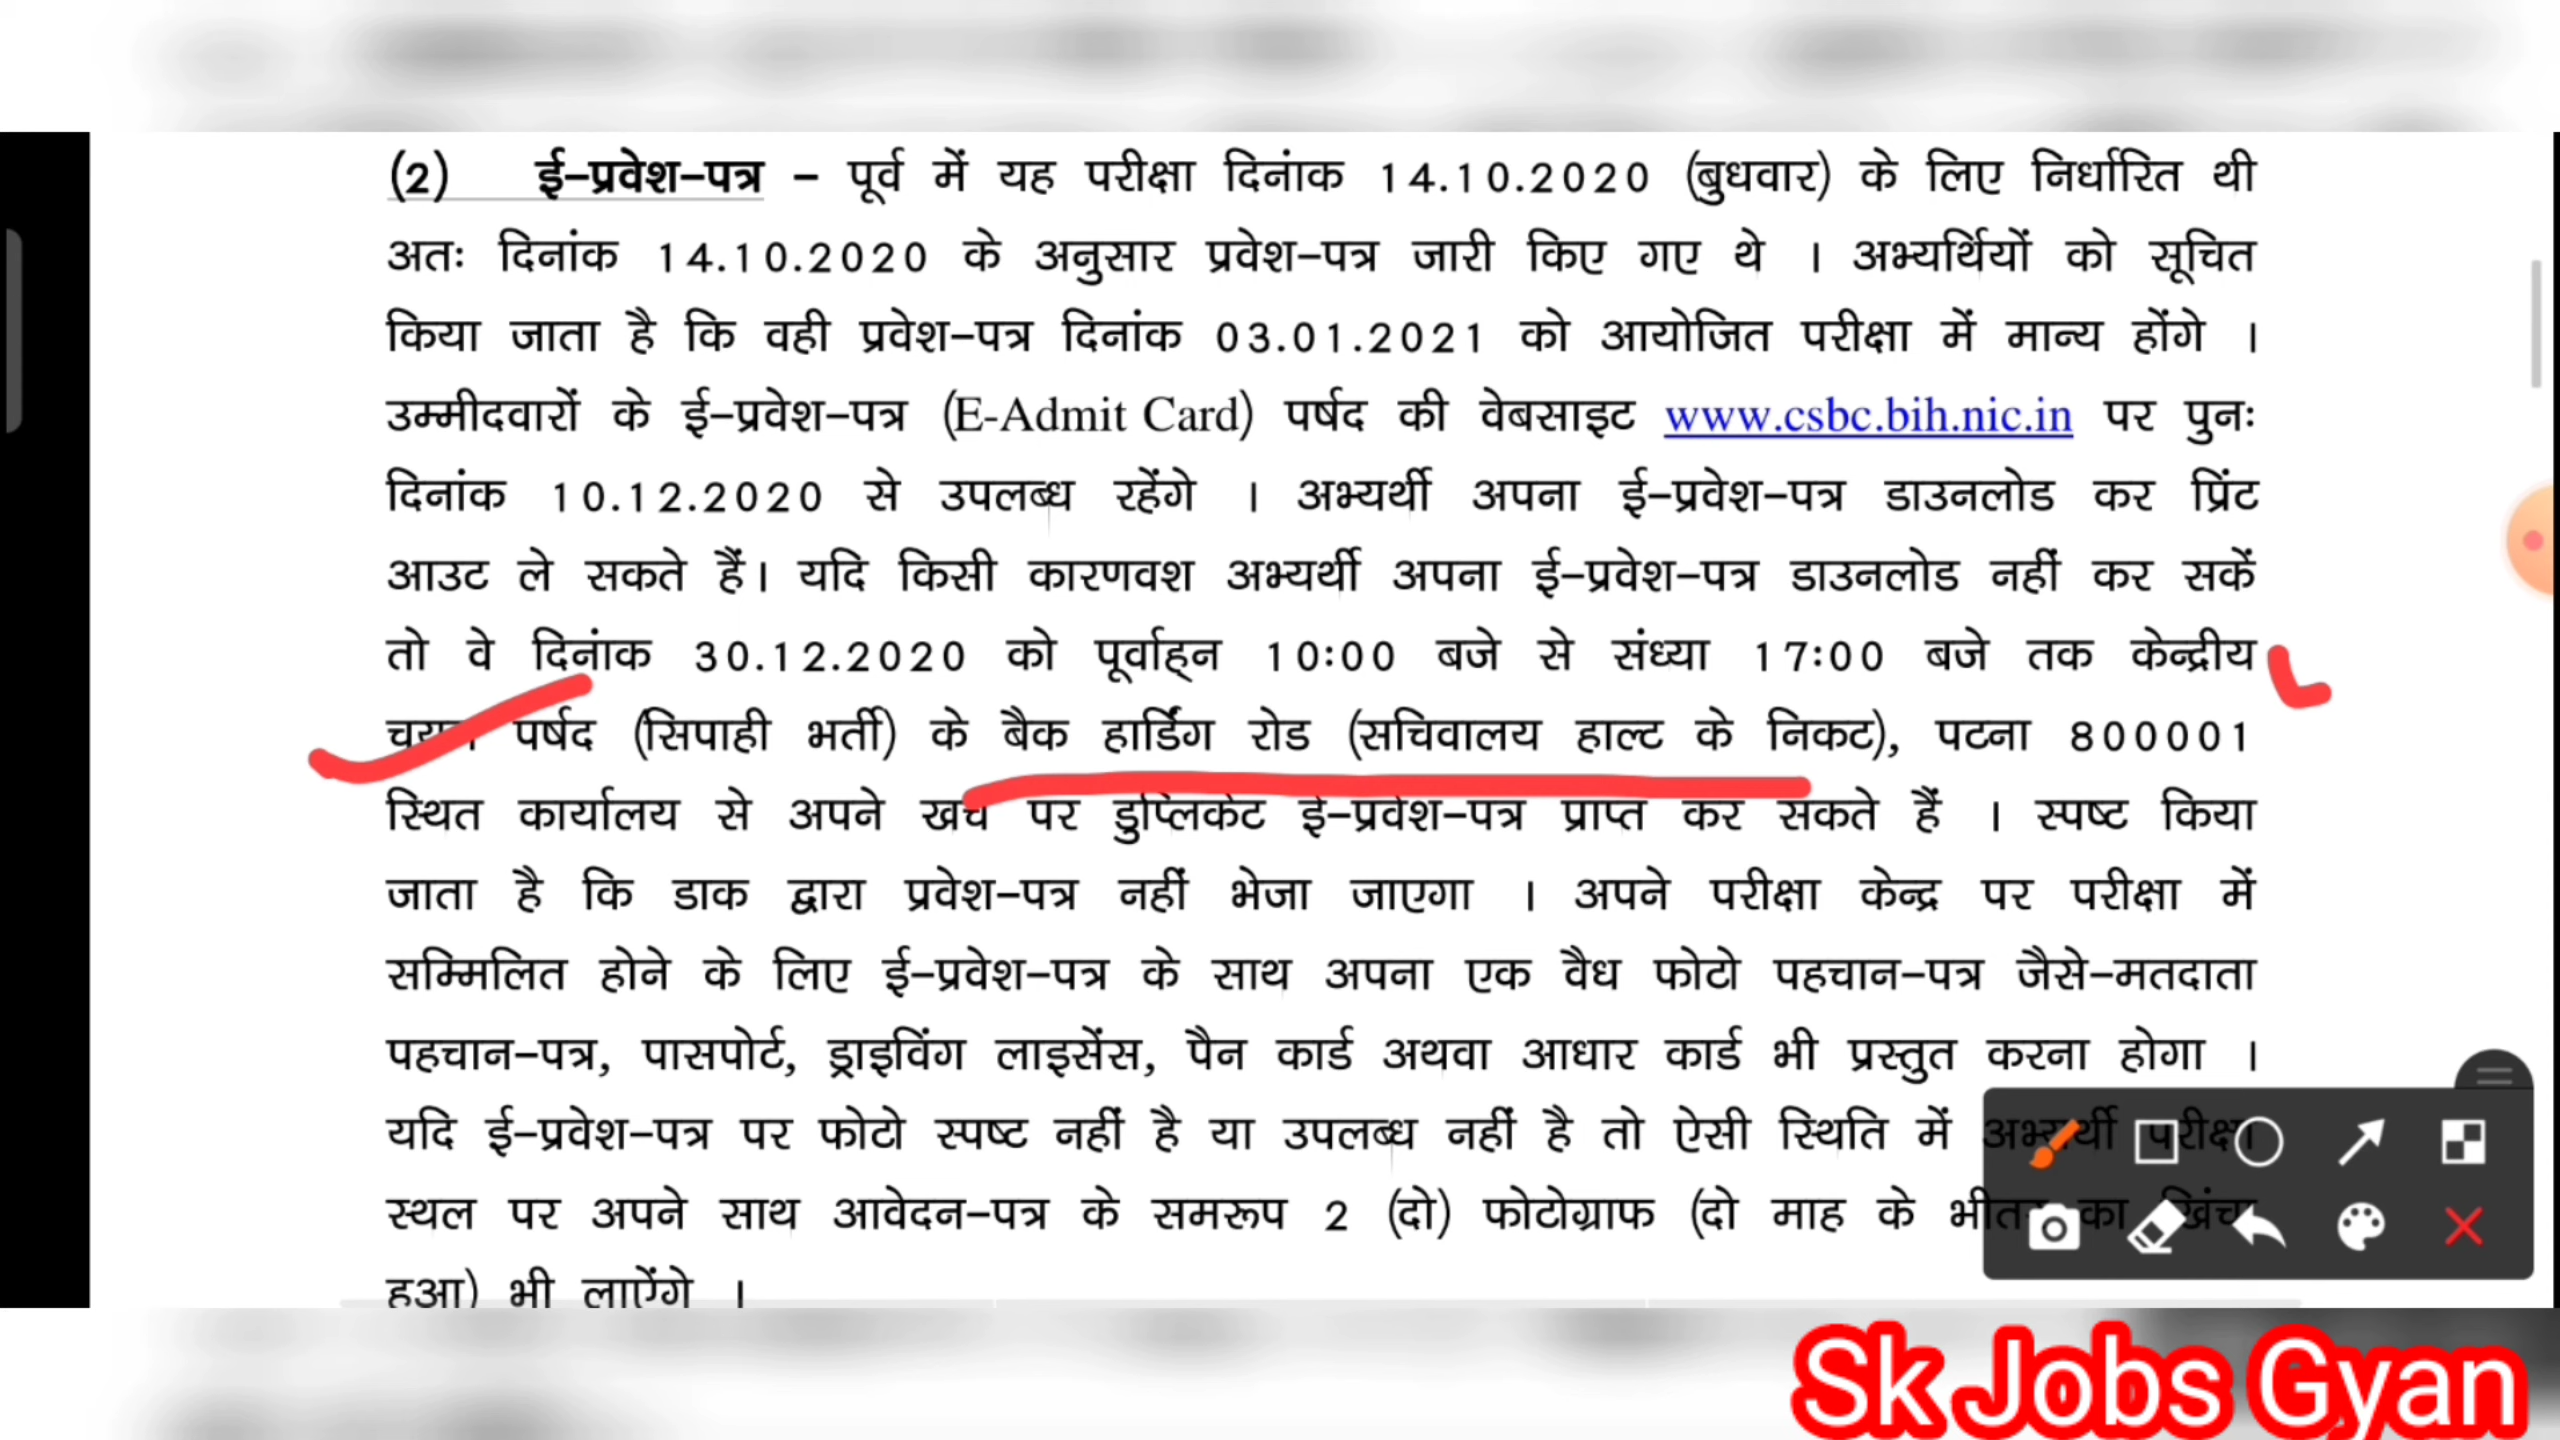 (2) ई–प्रवेश–पत्र – पूर्व में यह परीक्षा दिनांक 14.10.2020 (बुधवार) के लिए निर्धारित थी
अतः दिनांक 14.10.2020 के अनुसार प्रवेश–पत्र जारी किए गए थे । अभ्यर्थियों को सूचित
किया जाता है कि वही प्रवेश–पत्र दिनांक 03.01.2021 को आयोजित परीक्षा में मान्य होंगे ।
उम्मीदवारों के ई–प्रवेश–पत्र (E-Admit Card) पर्षद की वेबसाइट www.csbc.bih.nic.in पर पुनः
दिनांक 10.12.2020 से उपलब्ध रहेंगे । अभ्यर्थी अपना ई–प्रवेश–पत्र डाउनलोड कर प्रिंट
आउट ले सकते हैं। यदि किसी कारणवश अभ्यर्थी अपना ई–प्रवेश–पत्र डाउनलोड नहीं कर सकें
तो वे दिनांक 30.12.2020 को पूर्वाह्न 10:00 बजे से संध्या 17:00 बजे तक केन्द्रीय
चयन पर्षद (सिपाही भर्ती) के बैक हार्डिंग रोड (सचिवालय हाल्ट के निकट), पटना 800001
स्थित कार्यालय से अपने खर्च पर डुप्लिकेट ई–प्रवेश–पत्र प्राप्त कर सकते हैं । स्पष्ट किया
जाता है कि डाक द्वारा प्रवेश–पत्र नहीं भेजा जाएगा । अपने परीक्षा केन्द्र पर परीक्षा में
सम्मिलित होने के लिए ई–प्रवेश–पत्र के साथ अपना एक वैध फोटो पहचान–पत्र जैसे–मतदाता
पहचान–पत्र, पासपोर्ट, ड्राइविंग लाइसेंस, पैन कार्ड अथवा आधार कार्ड भी प्रस्तुत करना होगा ।
यदि ई–प्रवेश–पत्र पर फोटो स्पष्ट नहीं है या उपलब्ध नहीं है तो ऐसी स्थिति में अभ्यर्थी परीक्षा
स्थल पर अपने साथ आवेदन–पत्र के समरूप 2 (दो) फोटोग्राफ (दो माह के भीतर का खिंचा
हुआ) भी लाऐंगे ।
Sk Jobs Gyan